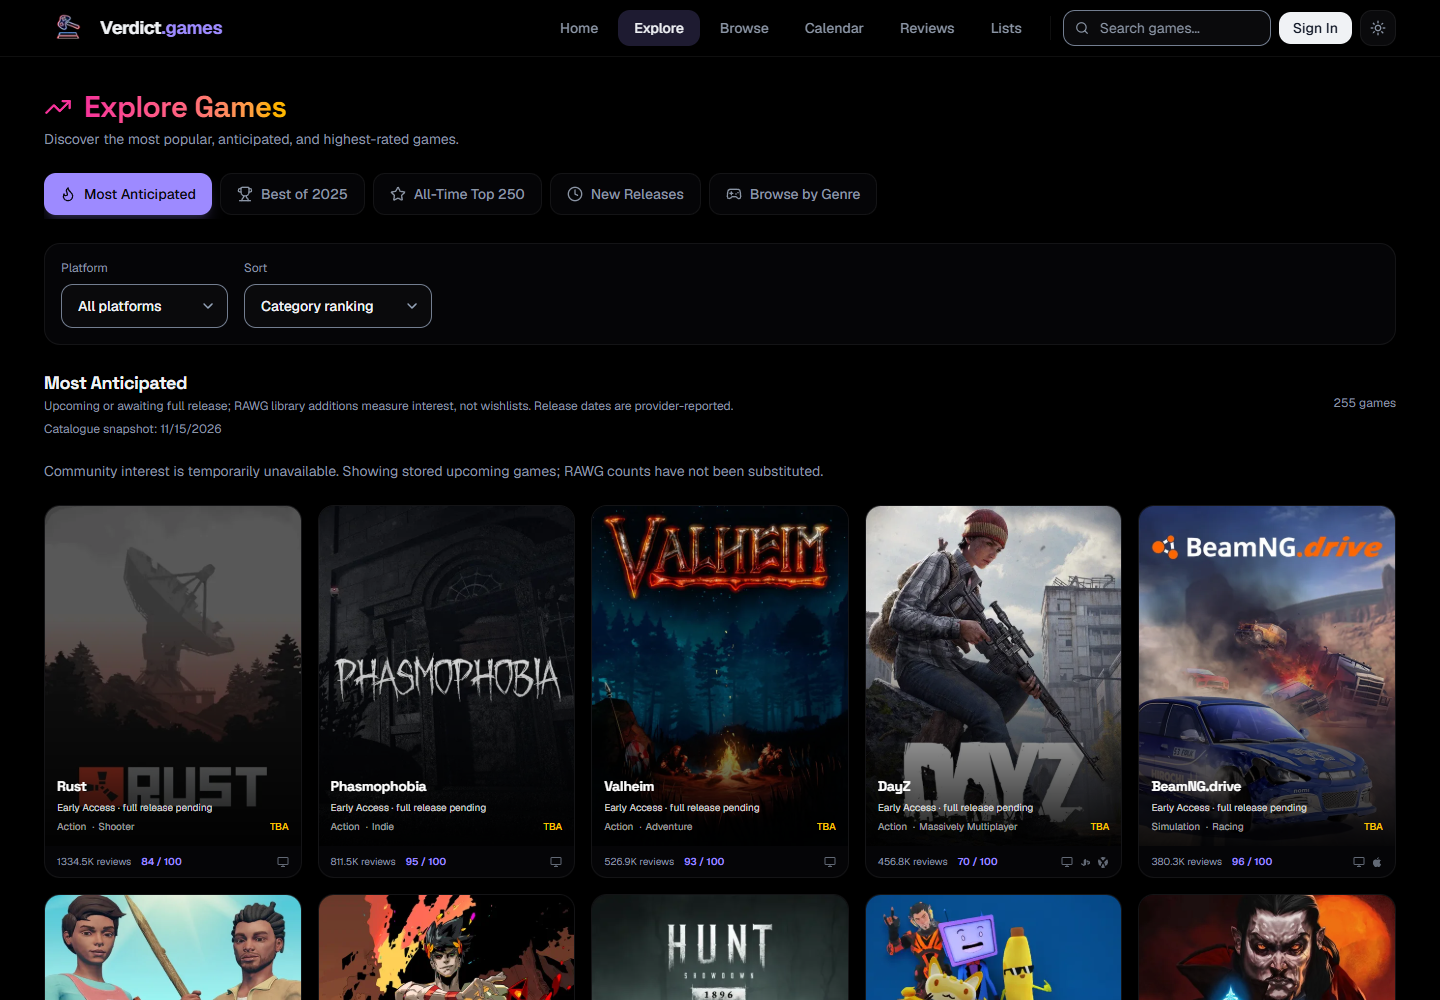 Verdict.games
Home
Explore
Browse
Calendar
Reviews
Lists
Search games...
Sign In
Explore Games
Discover the most popular, anticipated, and highest-rated games.
Most Anticipated
Best of 2025
All-Time Top 250
New Releases
Browse by Genre
Platform
Sort
All platforms
Category ranking
Most Anticipated
Upcoming or awaiting full release; RAWG library additions measure interest, not wishlists. Release dates are provider-reported.
255 games
Catalogue snapshot: 11/15/2026
Community interest is temporarily unavailable. Showing stored upcoming games; RAWG counts have not been substituted.
RUST
Rust
Early Access · full release pending
Action · Shooter
TBA
1334.5K reviews 84 / 100
PHASMOPHOBIA
Phasmophobia
Early Access · full release pending
Action · Indie
TBA
811.5K reviews 95 / 100
VALHEIM
Valheim
Early Access · full release pending
Action · Adventure
TBA
526.9K reviews 93 / 100
DAYZ
DayZ
Early Access · full release pending
Action · Massively Multiplayer
TBA
456.8K reviews 70 / 100
BeamNG.drive
BeamNG.drive
Early Access · full release pending
Simulation · Racing
TBA
380.3K reviews 96 / 100
HUNT
SHOWDOWN
1896